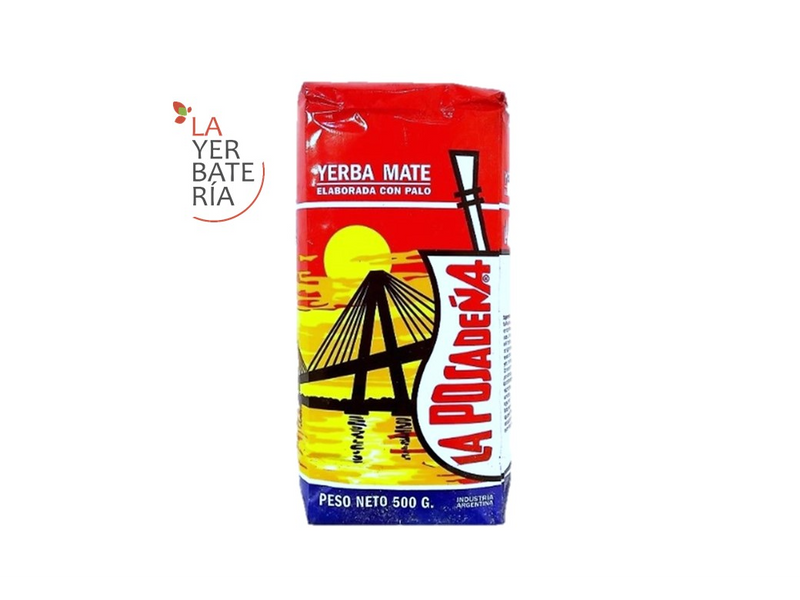 LA
YER
BATE
RÍA
YERBA MATE
ELABORADA CON PALO
LA POSADEÑA®
PESO NETO 500 G.
INDUSTRIA
ARGENTINA